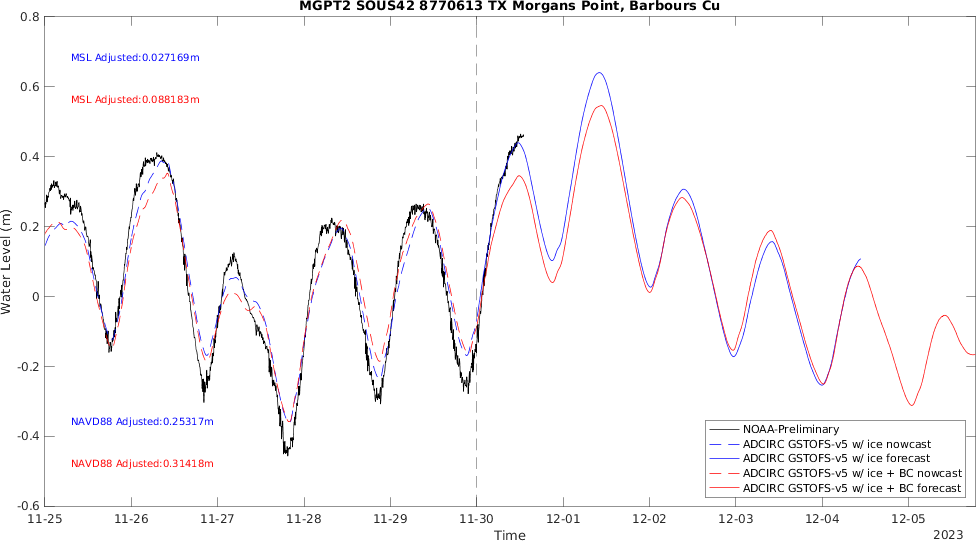 MGPT2 SOUS42 8770613 TX Morgans Point, Barbours Cu
0.8
0.6
0.4
0.2
0
-0.2
-0.4
-0.6
Water Level (m)
MSL Adjusted:0.027169m
MSL Adjusted:0.088183m
NAVD88 Adjusted:0.25317m
NAVD88 Adjusted:0.31418m
NOAA-Preliminary
ADCIRC GSTOFS-v5 w/ ice nowcast
ADCIRC GSTOFS-v5 w/ ice forecast
ADCIRC GSTOFS-v5 w/ ice + BC nowcast
ADCIRC GSTOFS-v5 w/ ice + BC forecast
11-25 11-26 11-27 11-28 11-29 11-30 12-01 12-02 12-03 12-04 12-05
Time
2023